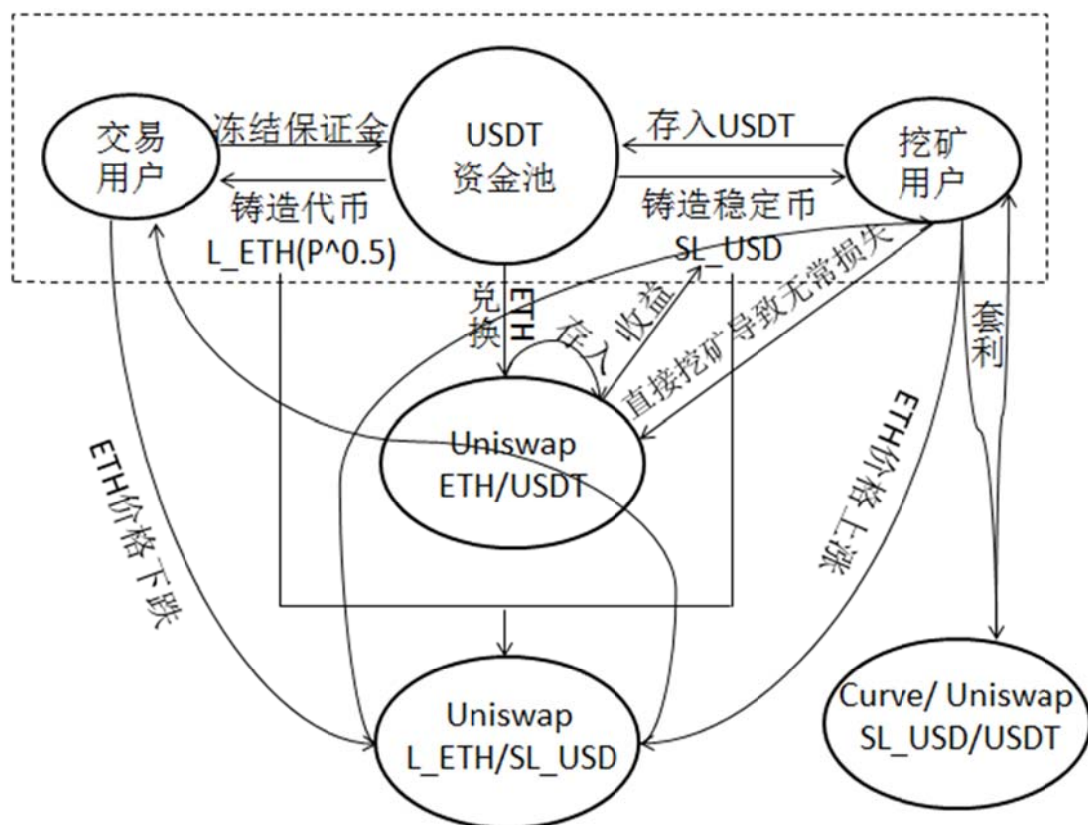 交易
用户
冻结保证金
USDT
资金池
存入USDT
挖矿
用户
铸造代币
L_ETH(P^0.5)
铸造稳定币
SL_USD
兑换
ETH
存入
收益
直接挖矿导致无常损失
套利
Uniswap
ETH/USDT
ETH价格下跌
ETH价格上涨
Uniswap
L_ETH/SL_USD
Curve/ Uniswap
SL_USD/USDT